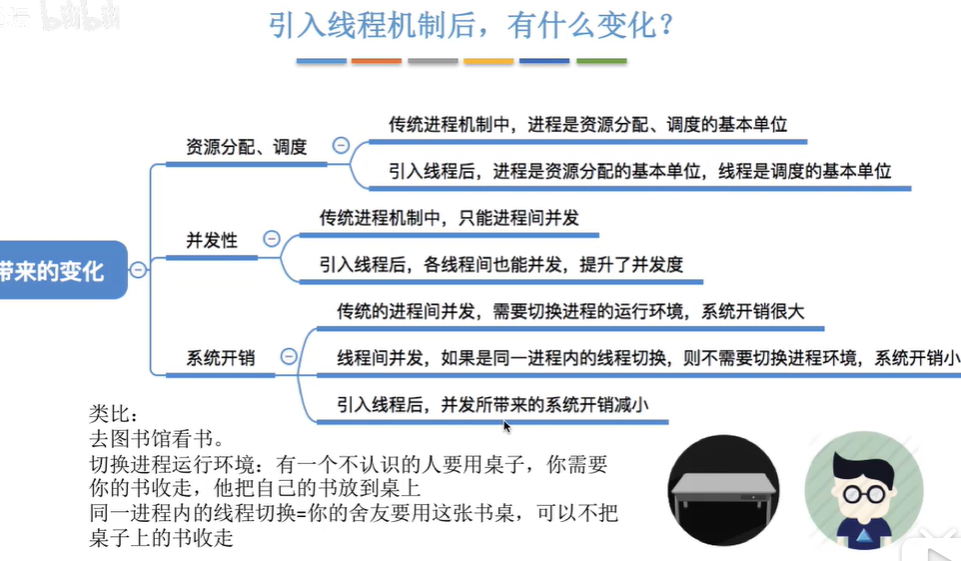 bilibili
引入线程机制后，有什么变化？
带来的变化
资源分配、调度
传统进程机制中，进程是资源分配、调度的基本单位
引入线程后，进程是资源分配的基本单位，线程是调度的基本单位
并发性
传统进程机制中，只能进程间并发
引入线程后，各线程间也能并发，提升了并发度
系统开销
传统的进程间并发，需要切换进程的运行环境，系统开销很大
线程间并发，如果是同一进程内的线程切换，则不需要切换进程环境，系统开销小
引入线程后，并发所带来的系统开销减小
类比：
去图书馆看书。
切换进程运行环境：有一个不认识的人要用桌子，你需要
你的书收走，他把自己的书放到桌上
同一进程内的线程切换=你的舍友要用这张书桌，可以不把
桌子上的书收走